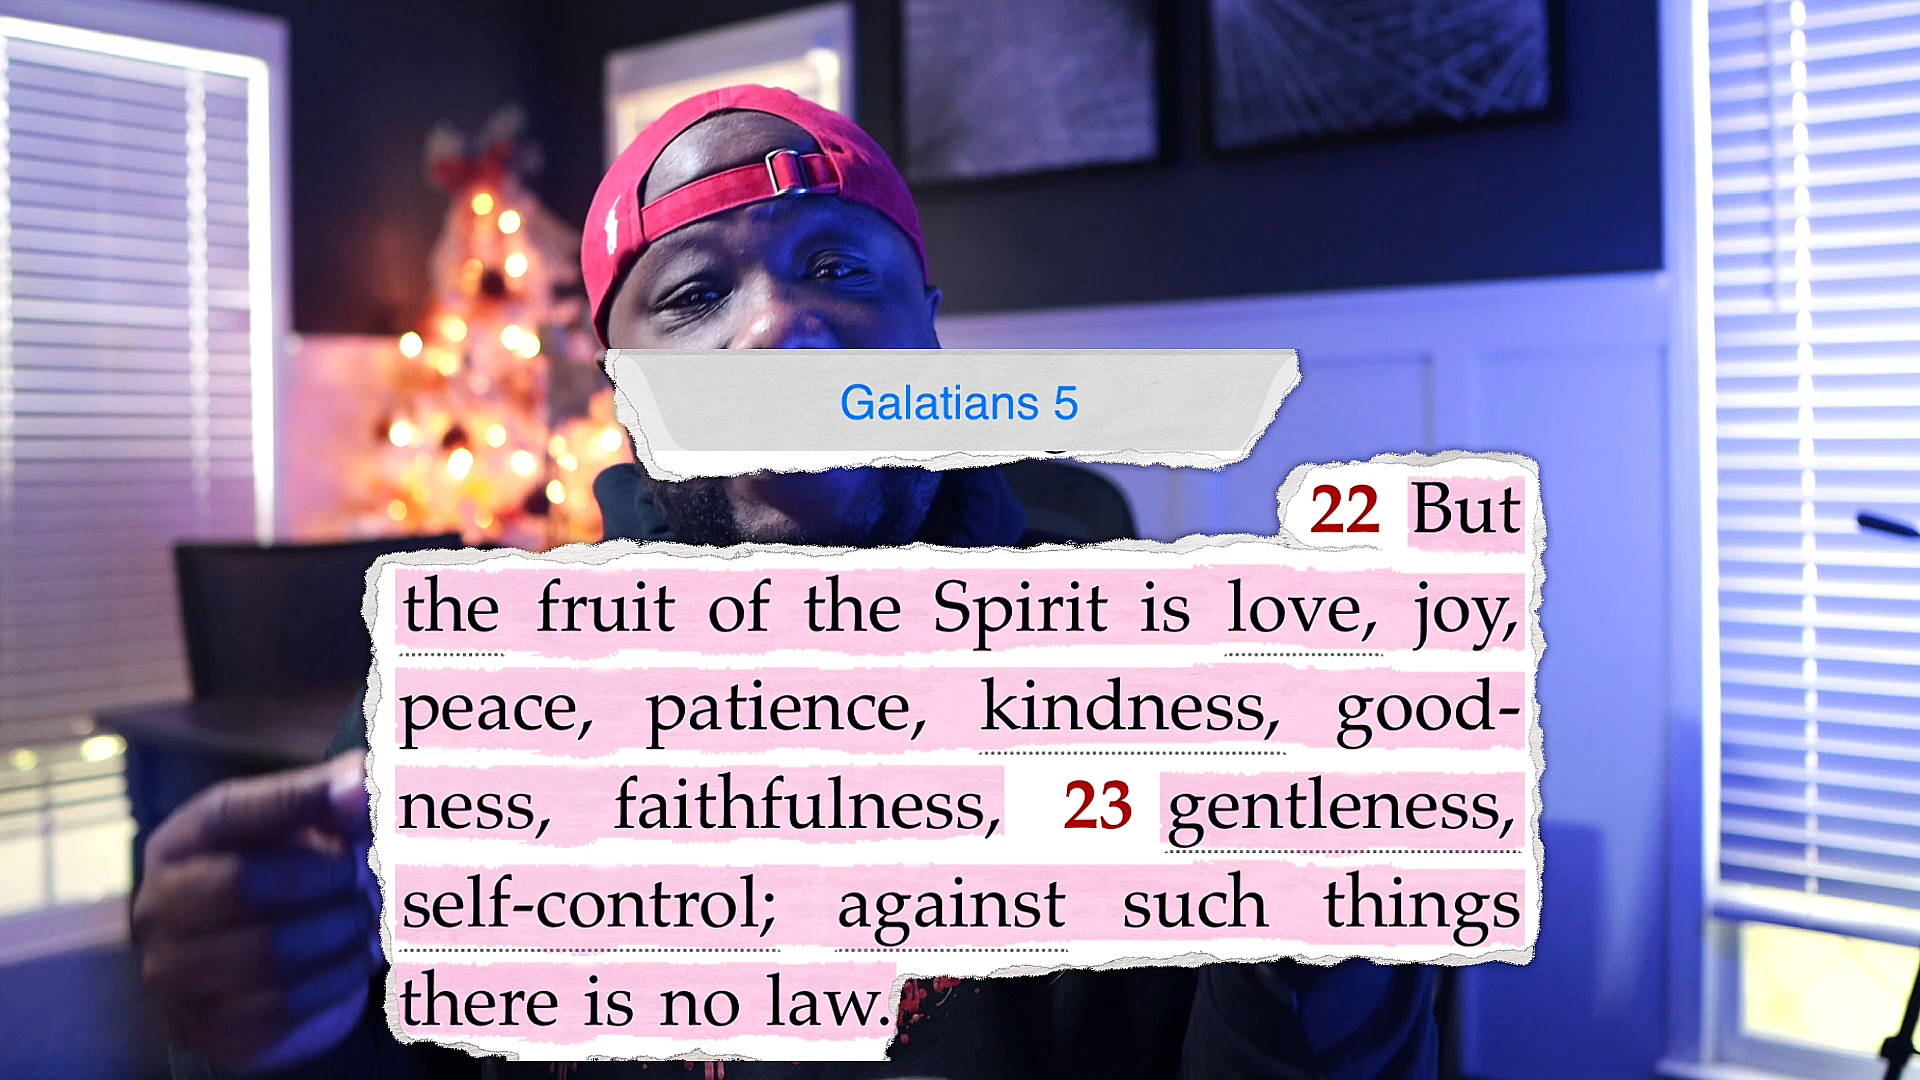 Galatians 5
22 But
the fruit of the Spirit is love, joy,
peace, patience, kindness, good-
ness, faithfulness, 23 gentleness,
self-control; against such things
there is no law.